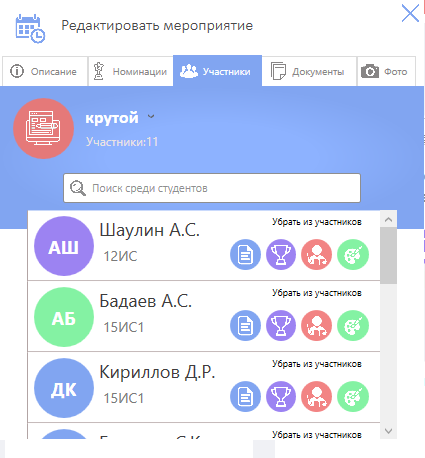 Редактировать мероприятие
Описание Номинации Участники Документы Фото
крутой
Участники:11
Поиск среди студентов
Убрать из участников
АШ Шаулин А.С.
12ИС
Убрать из участников
АБ Бадаев А.С.
15ИС1
Убрать из участников
ДК Кириллов Д.Р.
15ИС1
Убрать из участников